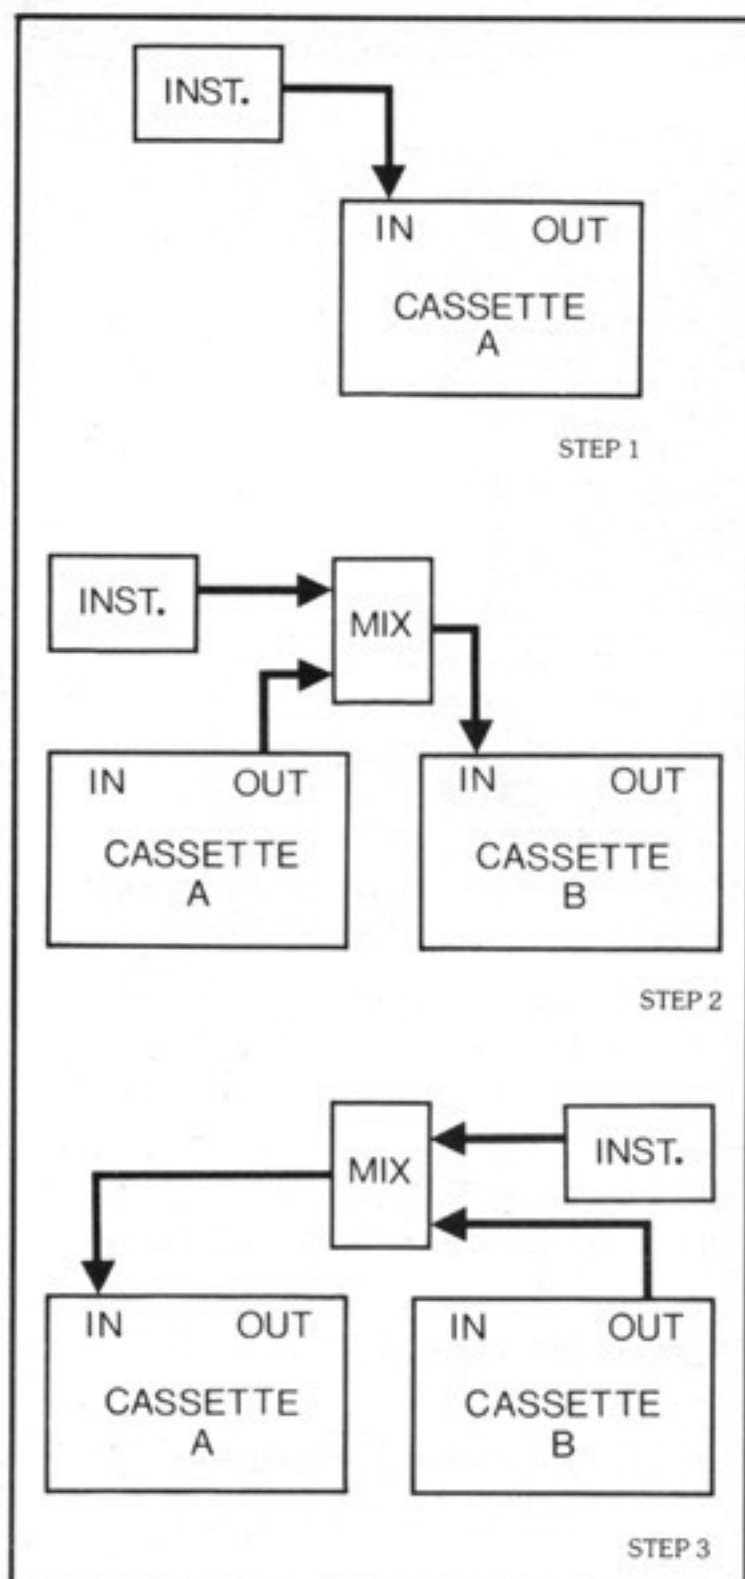 INST.
IN OUT
CASSETTE
A
STEP 1
INST.
MIX
IN OUT
CASSETTE
A
IN OUT
CASSETTE
B
STEP 2
MIX
INST.
IN OUT
CASSETTE
A
IN OUT
CASSETTE
B
STEP 3